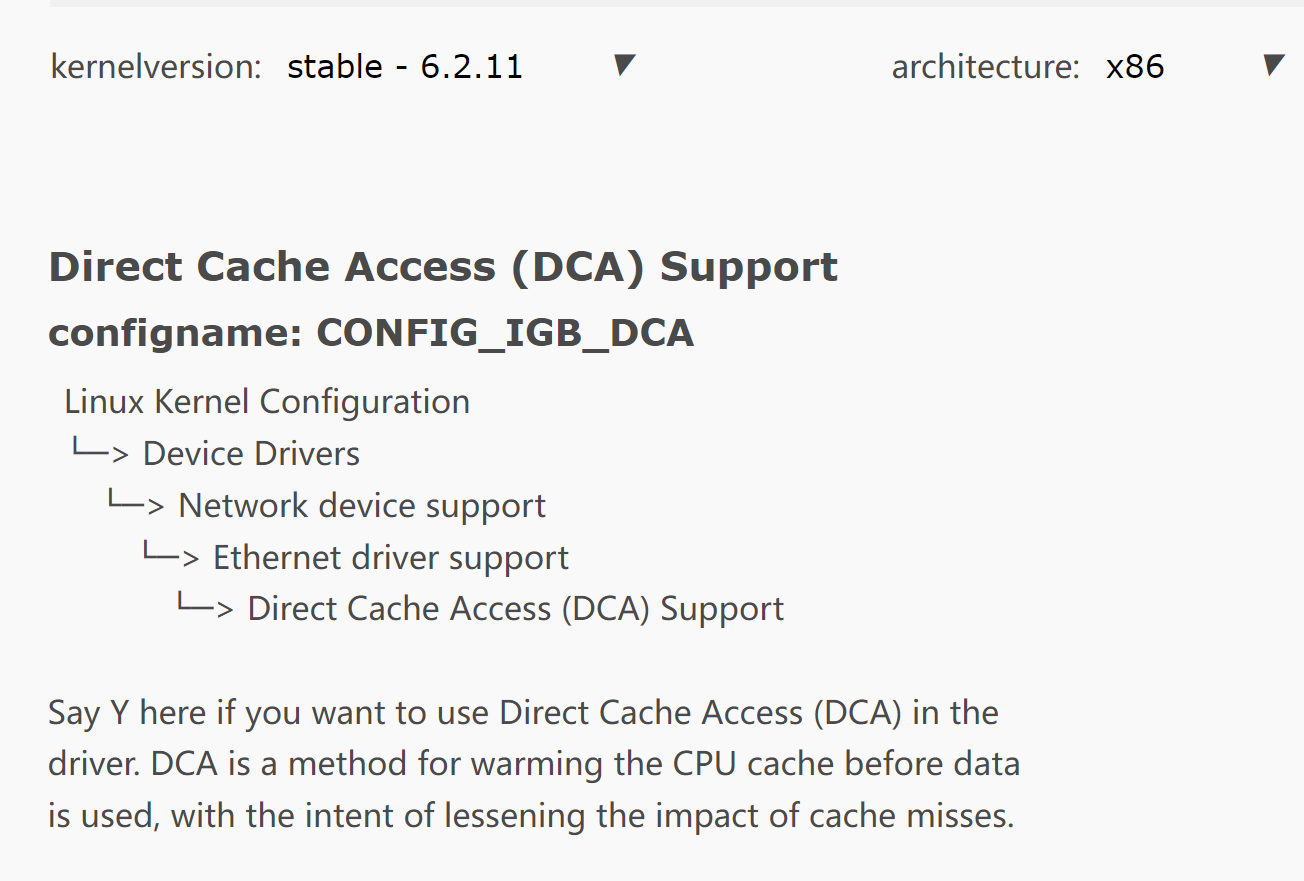 kernelversion: stable - 6.2.11 architecture: x86
Direct Cache Access (DCA) Support
configname: CONFIG_IGB_DCA
Linux Kernel Configuration
└─> Device Drivers
└─> Network device support
└─> Ethernet driver support
└─> Direct Cache Access (DCA) Support
Say Y here if you want to use Direct Cache Access (DCA) in the
driver. DCA is a method for warming the CPU cache before data
is used, with the intent of lessening the impact of cache misses.